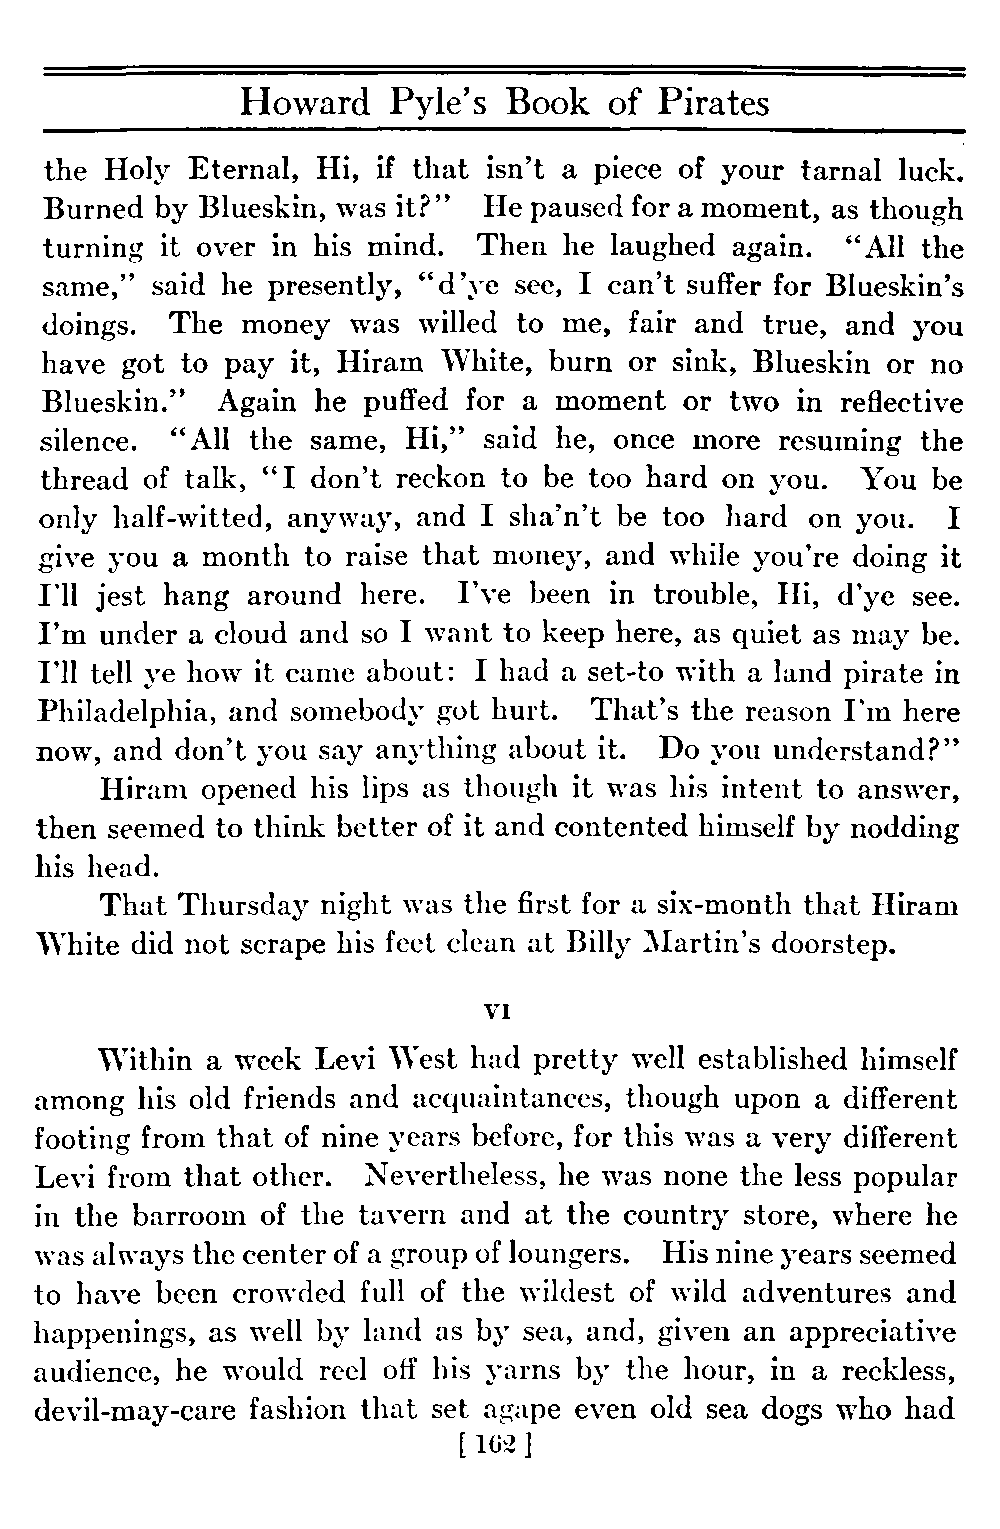 Howard Pyle's Book of Pirates
the Holy Eternal, Hi, if that isn't a piece of your tarnal luck.
Burned by Blueskin, was it?" He paused for a moment, as though
turning it over in his mind. Then he laughed again. "All the
same," said he presently, "d'ye see, I can't suffer for Blueskin's
doings. The money was willed to me, fair and true, and you
have got to pay it, Hiram White, burn or sink, Blueskin or no
Blueskin." Again he puffed for a moment or two in reflective
silence. "All the same, Hi," said he, once more resuming the
thread of talk, "I don't reckon to be too hard on you. You be
only half-witted, anyway, and I sha'n't be too hard on you. I
give you a month to raise that money, and while you're doing it
I'll jest hang around here. I've been in trouble, Hi, d'ye see.
I'm under a cloud and so I want to keep here, as quiet as may be.
I'll tell ye how it came about: I had a set-to with a land pirate in
Philadelphia, and somebody got hurt. That's the reason I'm here
now, and don't you say anything about it. Do you understand?"
Hiram opened his lips as though it was his intent to answer,
then seemed to think better of it and contented himself by nodding
his head.
That Thursday night was the first for a six-month that Hiram
White did not scrape his feet clean at Billy Martin's doorstep.
VI
Within a week Levi West had pretty well established himself
among his old friends and acquaintances, though upon a different
footing from that of nine years before, for this was a very different
Levi from that other. Nevertheless, he was none the less popular
in the barroom of the tavern and at the country store, where he
was always the center of a group of loungers. His nine years seemed
to have been crowded full of the wildest of wild adventures and
happenings, as well by land as by sea, and, given an appreciative
audience, he would reel off his yarns by the hour, in a reckless,
devil-may-care fashion that set agape even old sea dogs who had
[ 162 ]